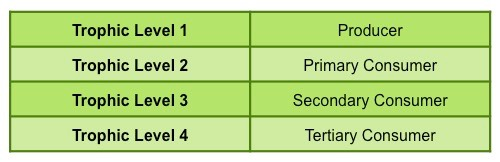 Trophic Level 1 Producer
Trophic Level 2 Primary Consumer
Trophic Level 3 Secondary Consumer
Trophic Level 4 Tertiary Consumer